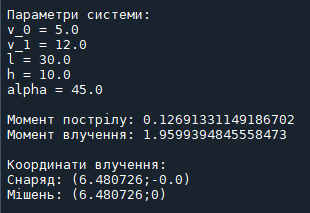 Параметри системи:
v_0 = 5.0
v_1 = 12.0
l = 30.0
h = 10.0
alpha = 45.0
Момент пострілу: 0.12691331149186702
Момент влучення: 1.9599394845558473
Координати влучення:
Снаряд: (6.480726;-0.0)
Мішень: (6.480726;0)